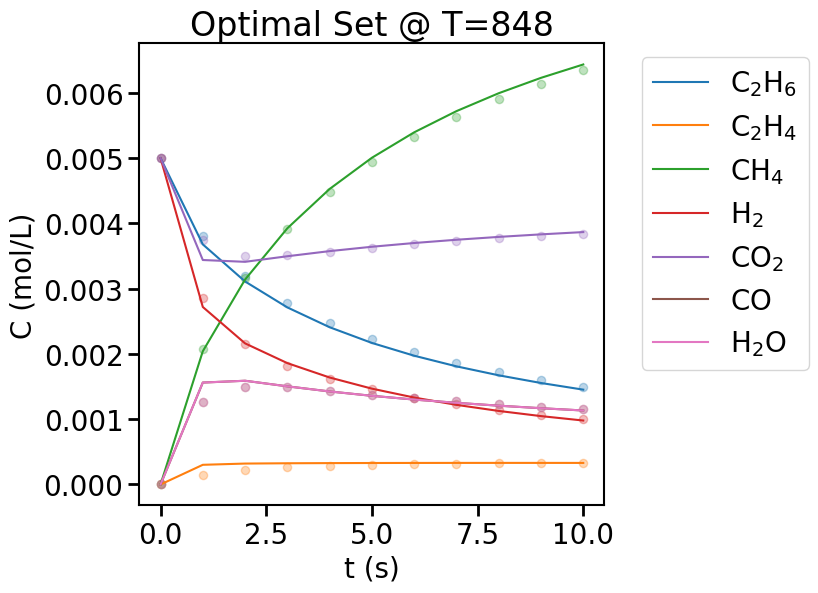 Optimal Set @ T=848
C (mol/L)
0.006
0.005
0.004
0.003
0.002
0.001
0.000
0.0 2.5 5.0 7.5 10.0
t (s)
C₂H₆
C₂H₄
CH₄
H₂
CO₂
CO
H₂O